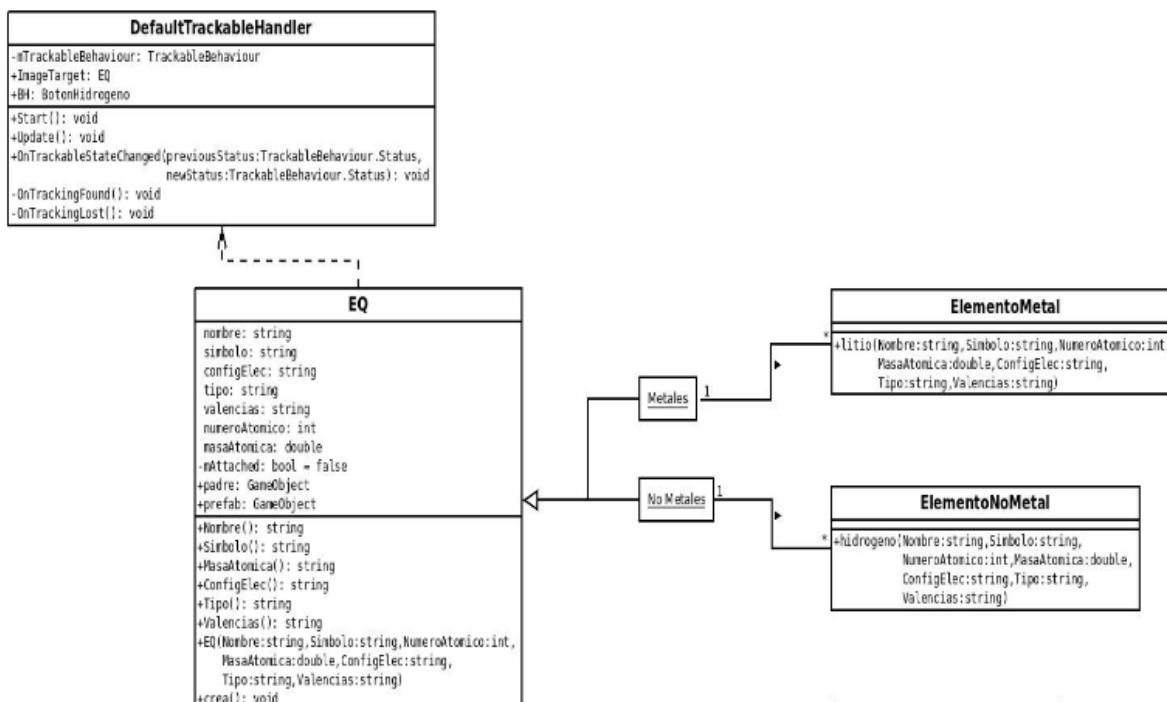 DefaultTrackableHandler
-mTrackableBehaviour: TrackableBehaviour
+ImageTarget: EQ
+BH: BotonHidrogeno
+Start(): void
+Update(): void
+OnTrackableStateChanged(previousStatus:TrackableBehaviour.Status,
newStatus:TrackableBehaviour.Status): void
-OnTrackingFound(): void
-OnTrackingLost(): void
EQ
nombre: string
simbolo: string
configElec: string
tipo: string
valencias: string
numeroAtomico: int
masaAtomica: double
-mAttached: bool = false
+padre: GameObject
+prefab: GameObject
+Nombre(): string
+Simbolo(): string
+MasaAtomica(): string
+ConfigElec(): string
+Tipo(): string
+Valencias(): string
+EQ(Nombre:string,Simbolo:string,NumeroAtomico:int,
MasaAtomica:double,ConfigElec:string,
Tipo:string,Valencias:string)
+crea(): void
Metales
1
*
ElementoMetal
+litio(Nombre:string,Simbolo:string,NumeroAtomico:int
MasaAtomica:double,ConfigElec:string,
Tipo:string,Valencias:string)
No Metales
1
*
ElementoNoMetal
+hidrogeno(Nombre:string,Simbolo:string,
NumeroAtomico:int,MasaAtomica:double,
ConfigElec:string,Tipo:string,
Valencias:string)